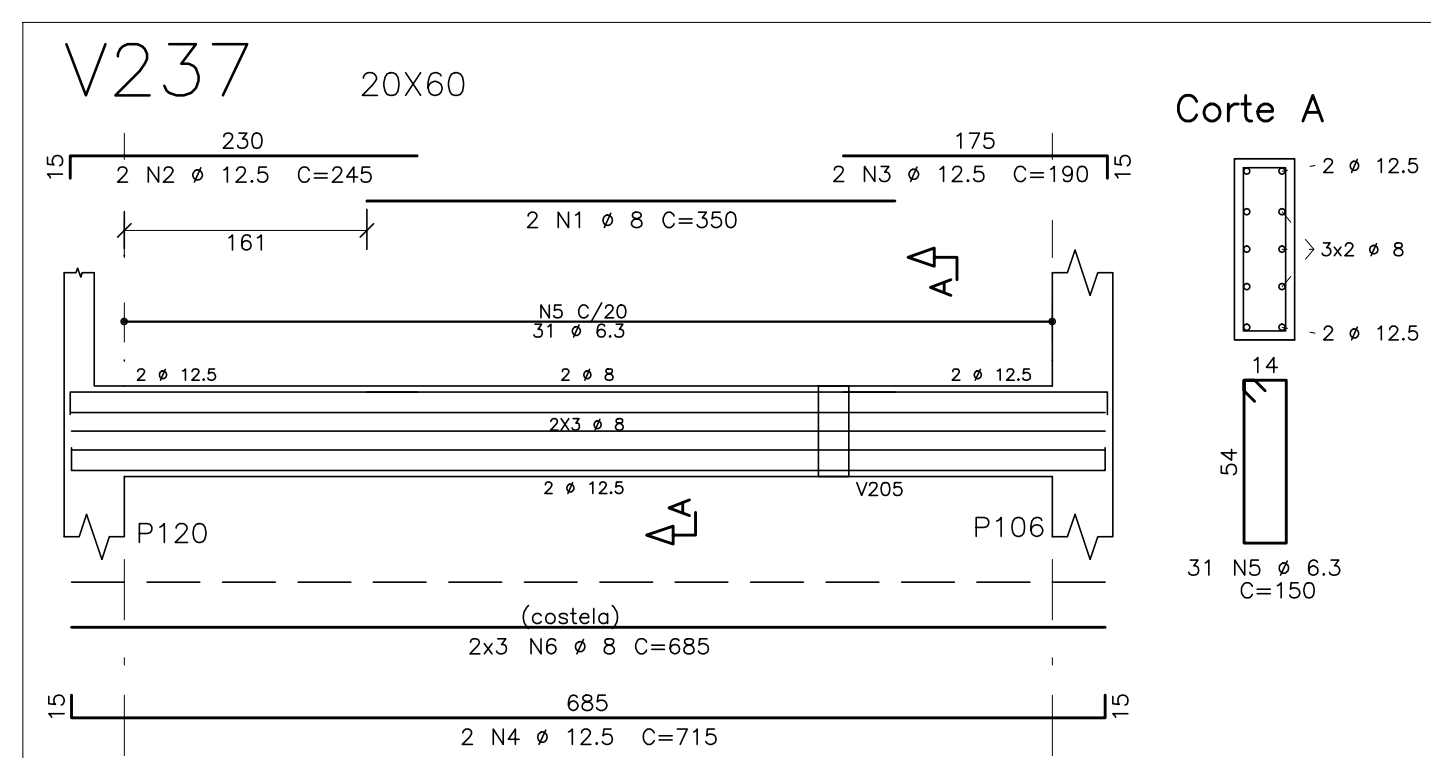 V237 20X60
Corte A
230
175
15
2 N2 ø 12.5 C=245
2 N3 ø 12.5 C=190
15
2 N1 ø 8 C=350
161
A
N5 C/20
31 ø 6.3
2 ø 12.5
2 ø 8
2 ø 12.5
2X3 ø 8
2 ø 12.5
V205
A
P120
P106
(costela)
2x3 N6 ø 8 C=685
15
685
15
2 N4 ø 12.5 C=715
2 ø 12.5
3x2 ø 8
2 ø 12.5
14
54
31 N5 ø 6.3
C=150